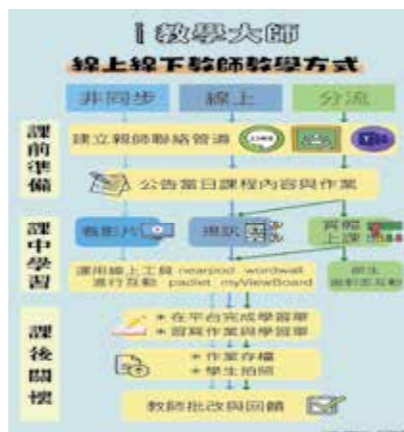 教學大師
線上線下教師教學方式
非同步 線上 分流
課前準備
建立親師聯絡管道
公告當日課程內容與作業
課中學習
看影片 視訊 實體上課
運用線上工具 nearpod wordwall
進行互動 padlet myViewBoard
師生
面對面互動
課後關懷
*在平台完成學習單
*習寫作業與學習單
*作業存檔
*學生拍照
教師批改與回饋